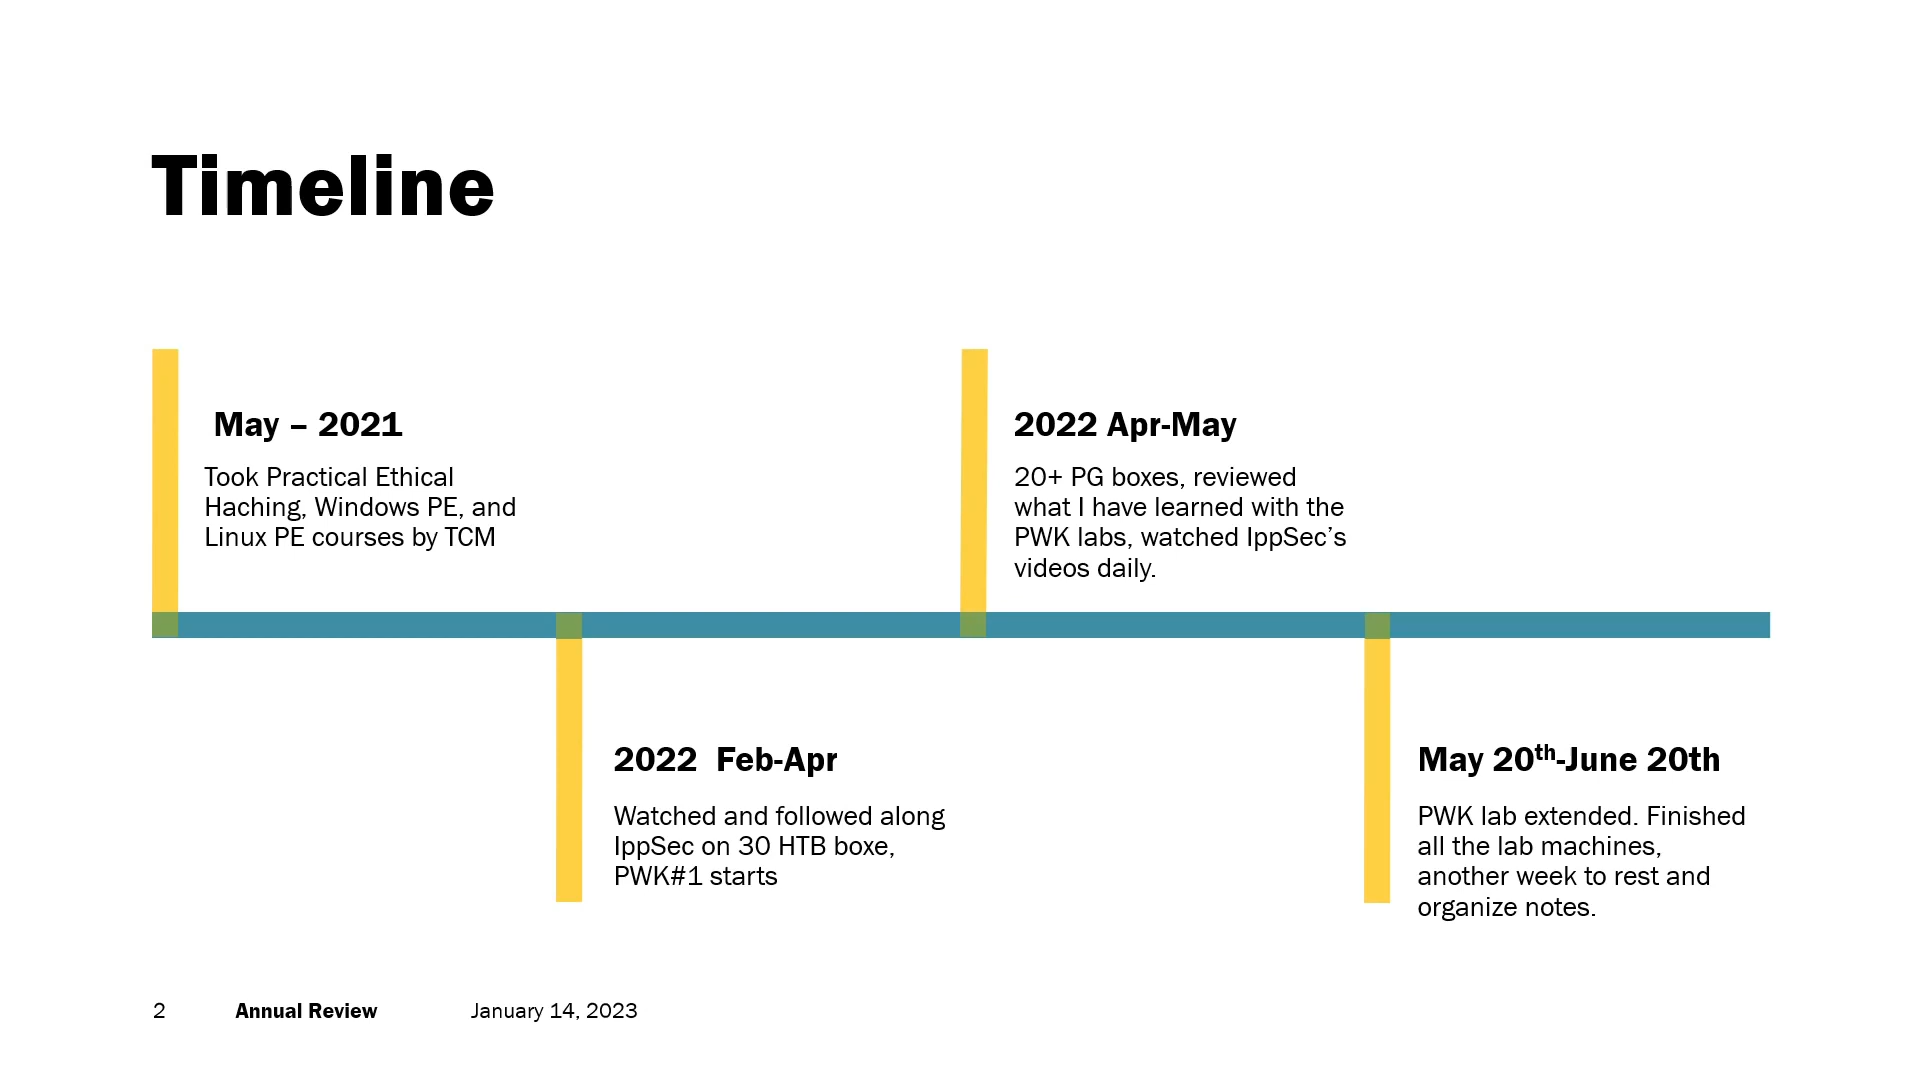 Timeline
May – 2021
Took Practical Ethical
Haching, Windows PE, and
Linux PE courses by TCM
2022  Feb-Apr
Watched and followed along
IppSec on 30 HTB boxe,
PWK#1 starts
2022 Apr-May
20+ PG boxes, reviewed
what I have learned with the
PWK labs, watched IppSec’s
videos daily.
May 20th-June 20th
PWK lab extended. Finished
all the lab machines,
another week to rest and
organize notes.
2 Annual Review January 14, 2023